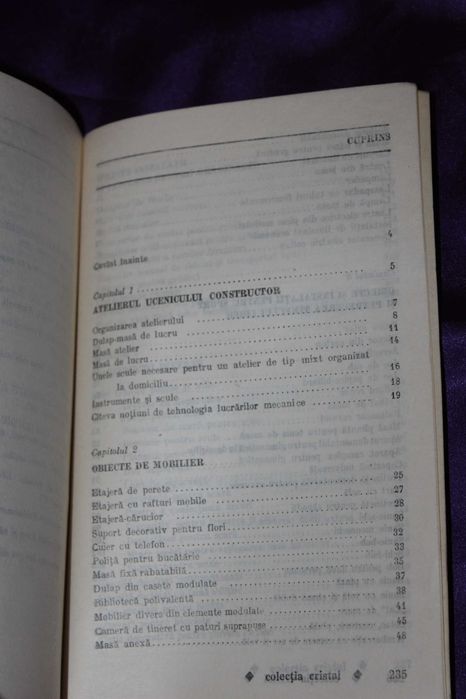 CUPRINS
Cuvînt înainte 4
Capitolul 1 5
ATELIERUL UCENICULUI CONSTRUCTOR
Organizarea atelierului 7
Dulap-masă de lucru 8
Masă atelier 11
Masă de lucru 14
Unele scule necesare pentru un atelier de tip mixt organizat
la domiciliu 16
Instrumente și scule 18
Cîteva noțiuni de tehnologia lucrărilor mecanice 19
Capitolul 2
OBIECTE DE MOBILIER
Etajeră de perete 25
Etajeră cu rafturi mobile 27
Etajeră-cărucior 28
Suport decorativ pentru flori 30
Cuier cu telefon 32
Poliță pentru bucătărie 33
Masă fixă rabatabilă 35
Dulap din casete modulate 37
Bibliotecă polivalentă 38
Mobilier divers din elemente modulate 41
Cameră de tineret cu paturi suprapuse 45
Masă anexă 48
◆ colecția cristal ◆ 235